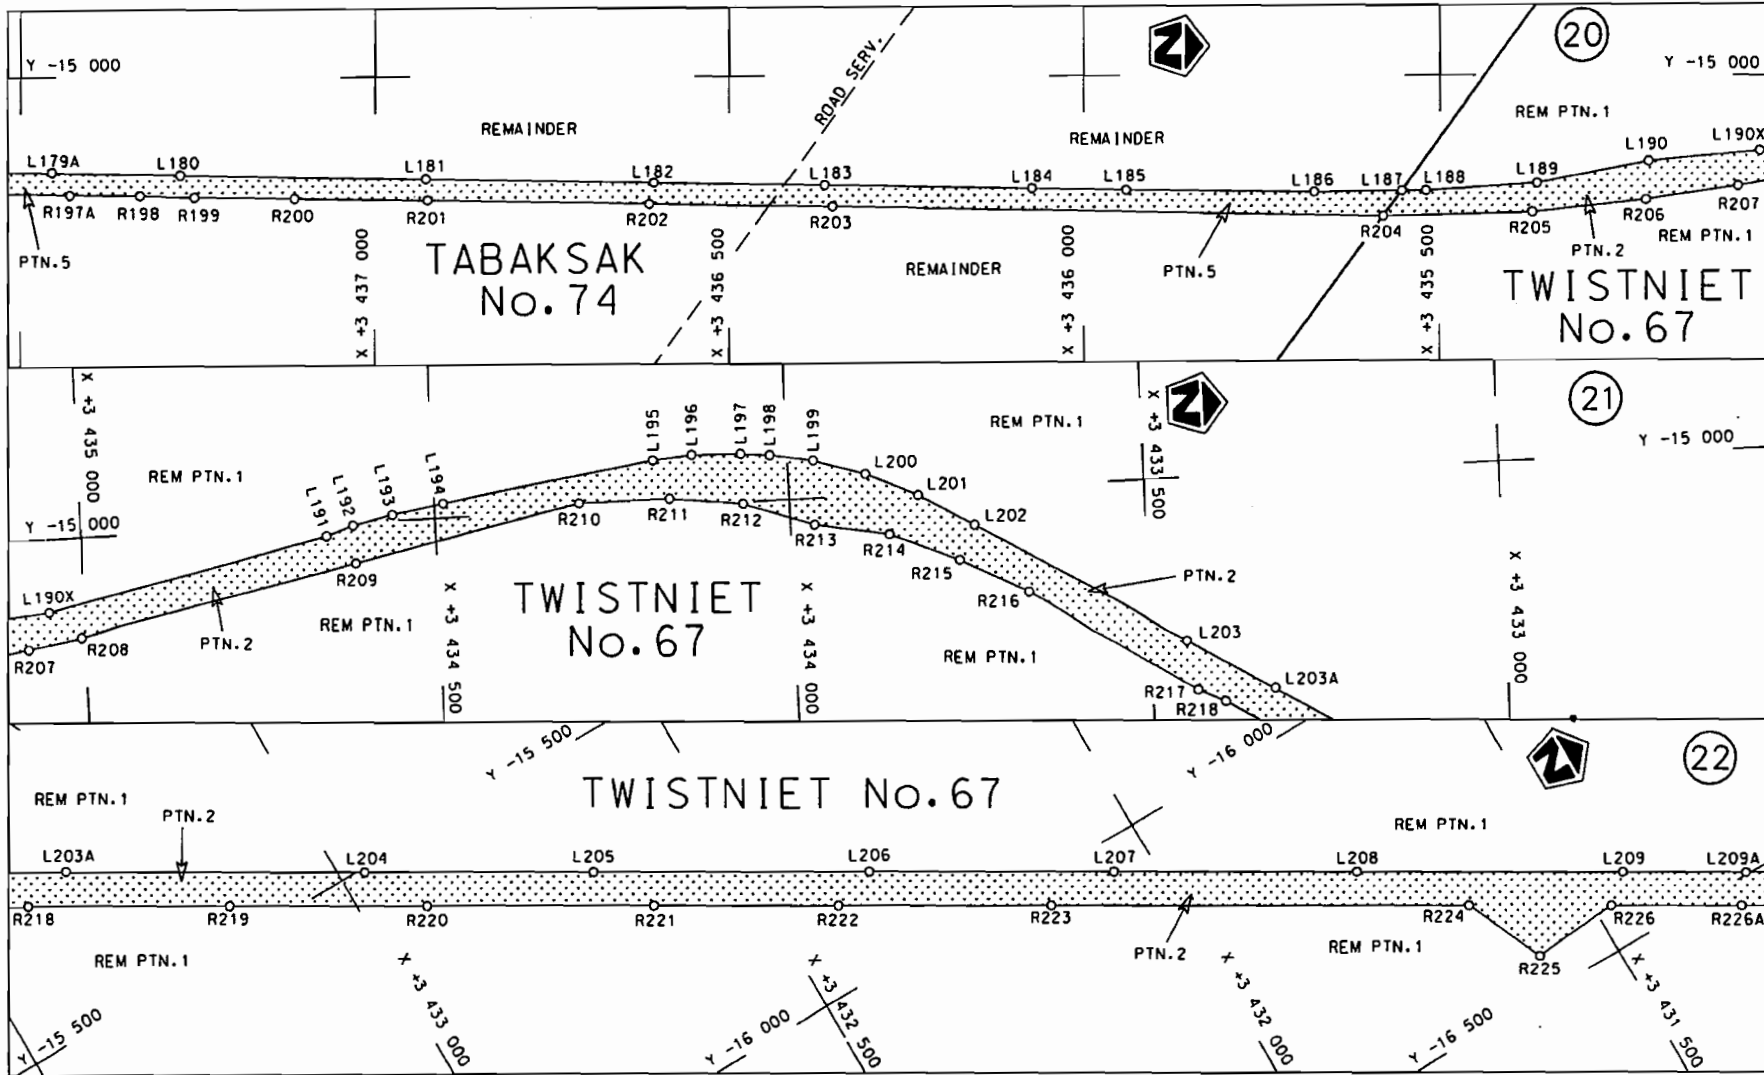 20
Y -15 000
Y -15 000
ROAD SERV.
N
REMAINDER
REMAINDER
REM PTN.1
L179A
L180
L181
L182
L183
L184
L185
L186
L187
L188
L189
L190
L190X
R197A
R198
R199
R200
R201
R202
R203
R204
R205
R206
R207
PTN.5
X +3 437 000
TABAKSAK
No.74
X +3 436 500
REMAINDER
X +3 436 000
PTN.5
X +3 435 500
PTN.2
REM PTN.1
TWISTNIET
No.67
21
X +3 435 000
REM PTN.1
REM PTN.1
N
X +3 433 500
Y -15 000
Y -15 000
L190X
L191
L192
L193
L194
L195
L196
L197
L198
L199
L200
L201
L202
L203
L203A
R207
R208
R209
R210
R211
R212
R213
R214
R215
R216
R217
R218
PTN.2
REM PTN.1
X +3 434 500
TWISTNIET
No.67
X +3 434 000
REM PTN.1
PTN.2
X +3 433 000
22
Y -15 500
Y -16 000
N
TWISTNIET No.67
REM PTN.1
PTN.2
REM PTN.1
L203A
L204
L205
L206
L207
L208
L209
L209A
R218
R219
R220
R221
R222
R223
R224
R225
R226
R226A
REM PTN.1
PTN.2
REM PTN.1
Y -15 500
X +3 433 000
Y -16 000
X +3 432 500
X +3 432 000
Y -16 500
X +3 431 500